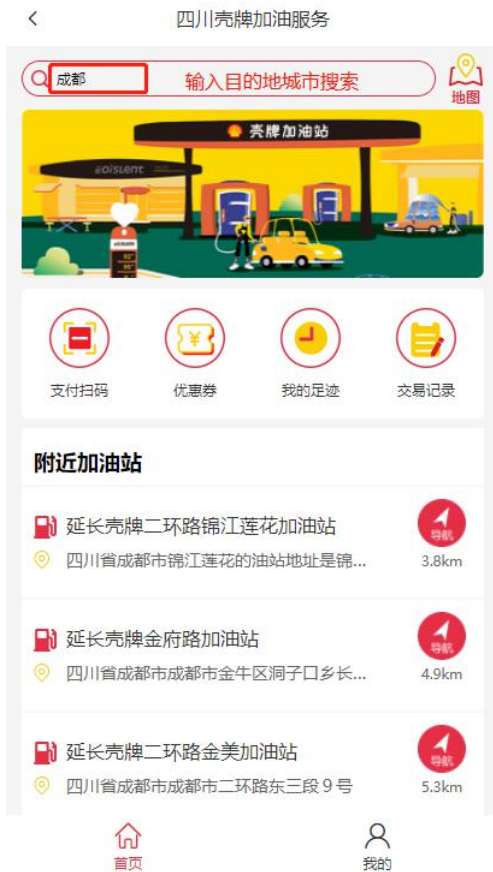 四川壳牌加油服务
成都 输入目的地城市搜索
地图
壳牌加油站
支付扫码 优惠券 我的足迹 交易记录
附近加油站
延长壳牌二环路锦江莲花加油站 导航
四川省成都市锦江莲花的油站地址是锦... 3.8km
延长壳牌金府路加油站 导航
四川省成都市成都市金牛区洞子口乡长... 4.9km
延长壳牌二环路金美加油站 导航
四川省成都市成都市二环路东三段9号 5.3km
首页 我的